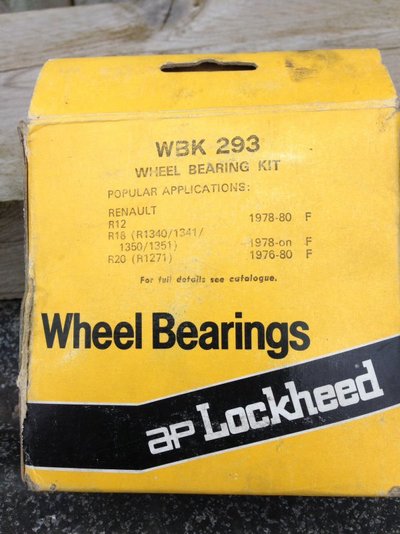 WBK 293
WHEEL BEARING KIT
POPULAR APPLICATIONS:
RENAULT
R12 1978-80 F
R18 (R1340/1341/
1350/1351) 1978-on F
R20 (R1271) 1976-80 F
For full details see catalogue.
Wheel Bearings
ap Lockheed